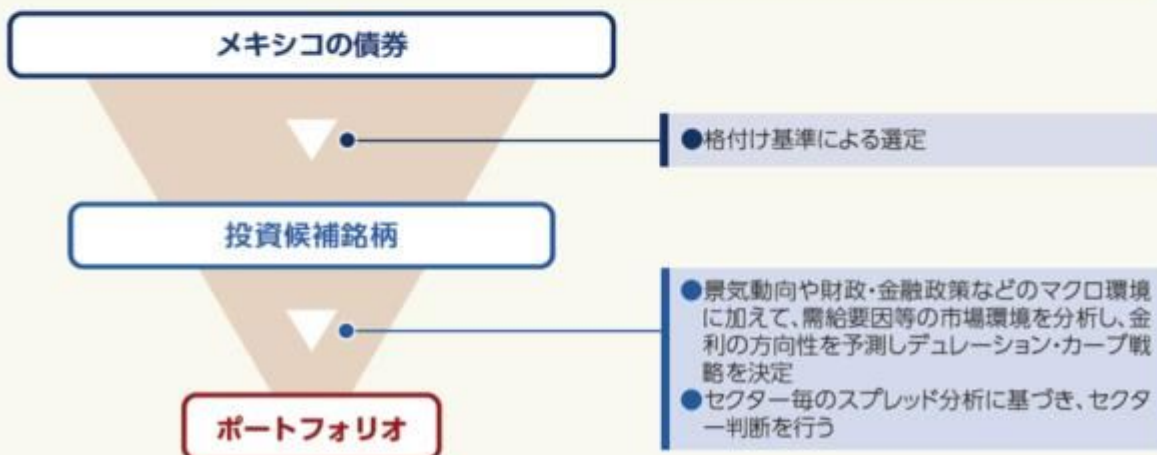 メキシコの債券
●格付け基準による選定
投資候補銘柄
●景気動向や財政・金融政策などのマクロ環境
に加えて、需給要因等の市場環境を分析し、金
利の方向性を予測しデュレーション・カーブ戦
略を決定
●セクター毎のスプレッド分析に基づき、セクタ
ー判断を行う
ポートフォリオ